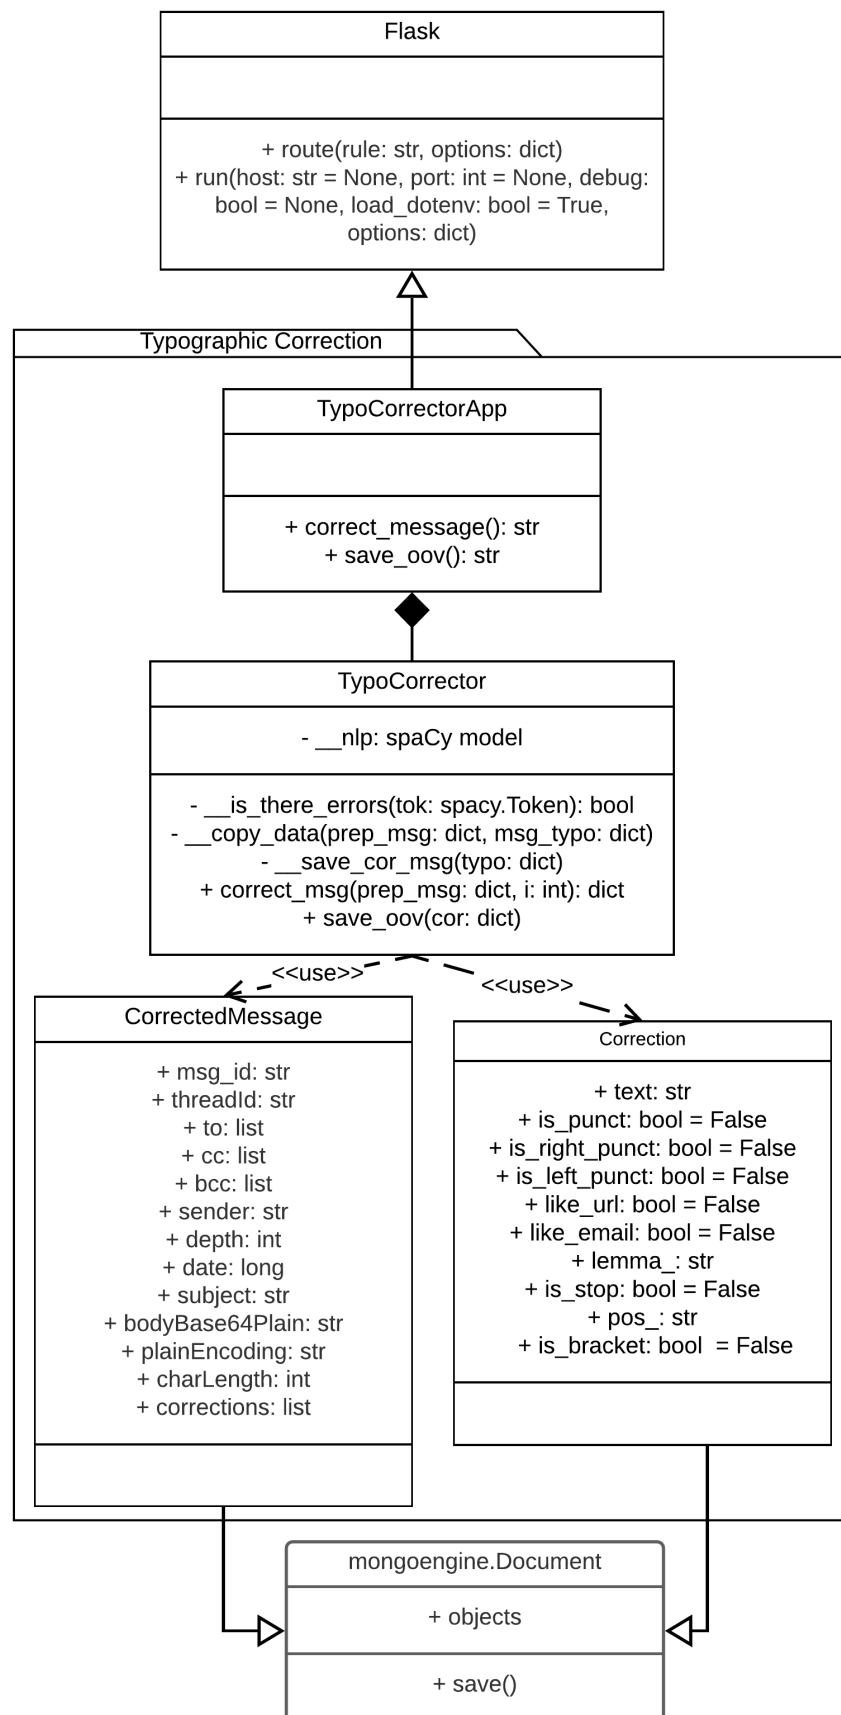 Flask
+ route(rule: str, options: dict)
+ run(host: str = None, port: int = None, debug:
bool = None, load_dotenv: bool = True,
options: dict)
Typographic Correction
TypoCorrectorApp
+ correct_message(): str
+ save_oov(): str
TypoCorrector
- __nlp: spaCy model
- __is_there_errors(tok: spacy.Token): bool
- __copy_data(prep_msg: dict, msg_typo: dict)
- __save_cor_msg(typo: dict)
+ correct_msg(prep_msg: dict, i: int): dict
+ save_oov(cor: dict)
<<use>>
<<use>>
CorrectedMessage
+ msg_id: str
+ threadId: str
+ to: list
+ cc: list
+ bcc: list
+ sender: str
+ depth: int
+ date: long
+ subject: str
+ bodyBase64Plain: str
+ plainEncoding: str
+ charLength: int
+ corrections: list
Correction
+ text: str
+ is_punct: bool = False
+ is_right_punct: bool = False
+ is_left_punct: bool = False
+ like_url: bool = False
+ like_email: bool = False
+ lemma_: str
+ is_stop: bool = False
+ pos_: str
+ is_bracket: bool  = False
mongoengine.Document
+ objects
+ save()